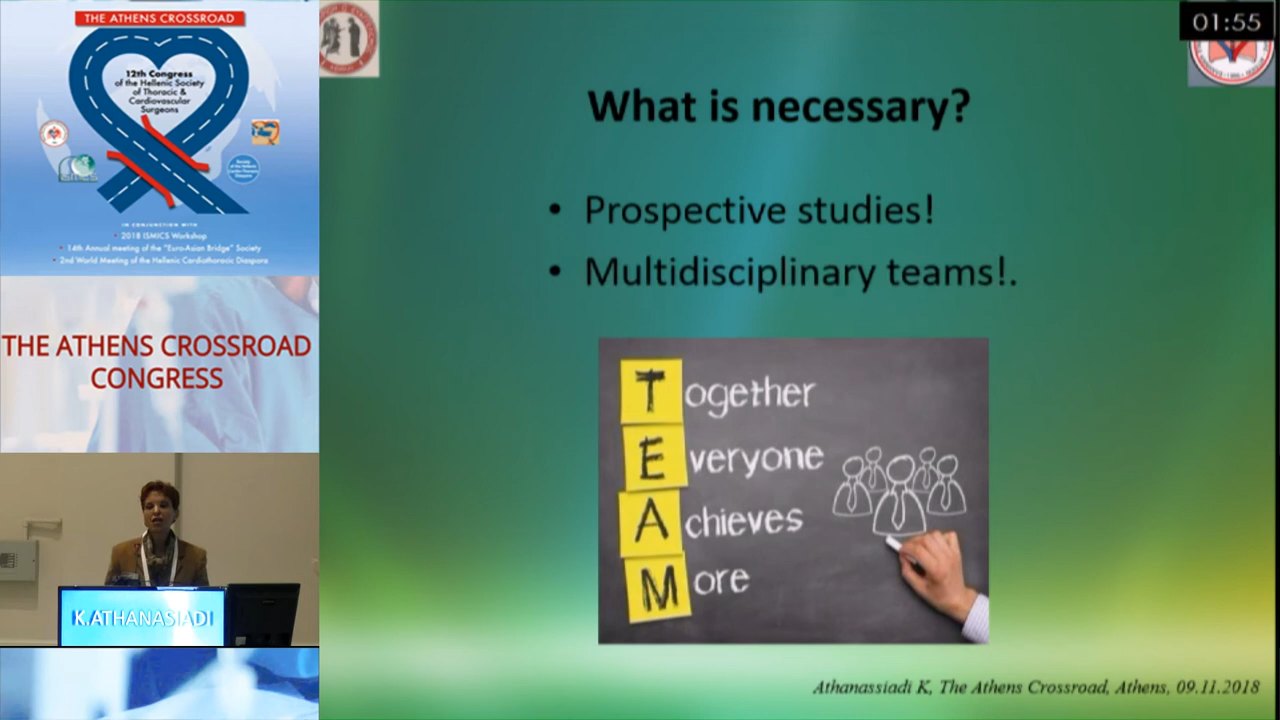 THE ATHENS CROSSROAD
12th Congress
of the Hellenic Society
of Thoracic &
Cardiovascular
Surgeons
IN CONJUNCTION WITH
• 2018 ISMICS Workshop
• 14th Annual meeting of the "Euro-Asian Bridge" Society
• 2nd World Meeting of the Hellenic Cardiothoracic Diaspora
THE ATHENS CROSSROAD
CONGRESS
K.ATHANASIADI
01:55
What is necessary?
• Prospective studies!
• Multidisciplinary teams!.
Together
Everyone
Achieves
More
Athanassiadi K, The Athens Crossroad, Athens, 09.11.2018